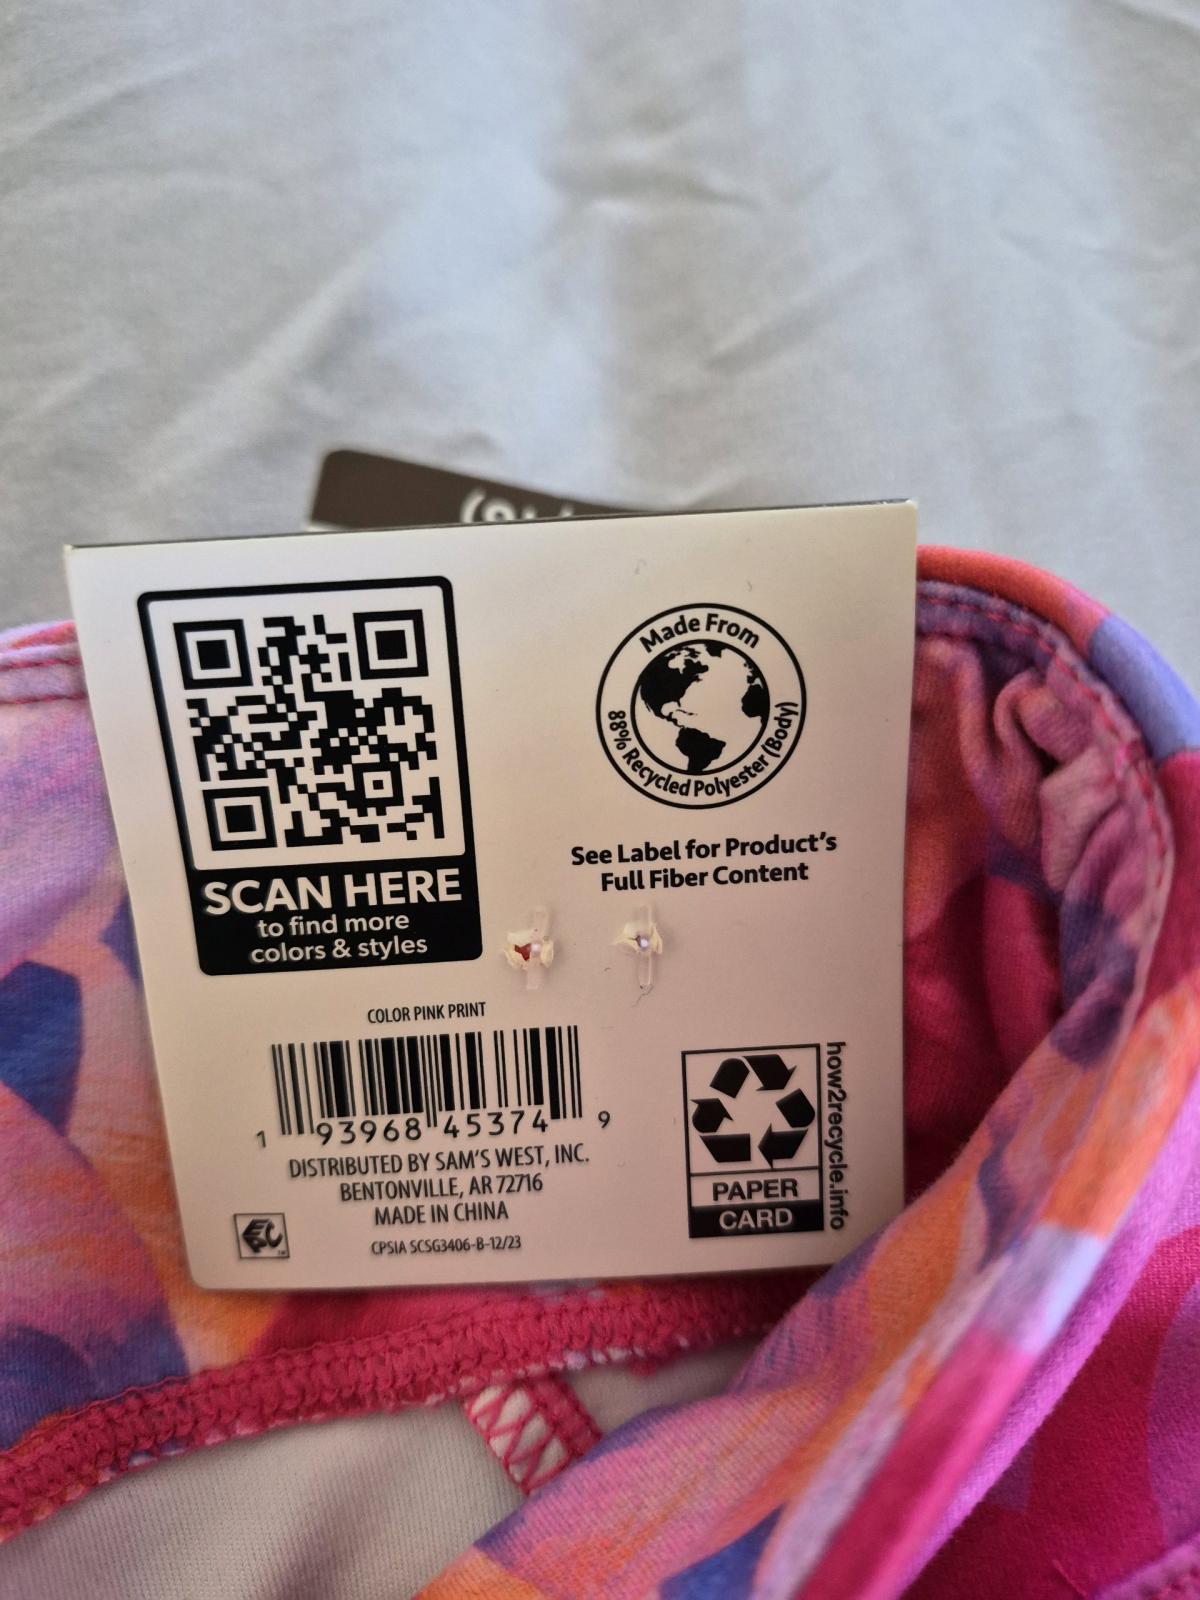 SCAN HERE
to find more
colors & styles
Made From
88% Recycled Polyester (Body)
See Label for Product's
Full Fiber Content
COLOR PINK PRINT
1 93968 45374 9
DISTRIBUTED BY SAM'S WEST, INC.
BENTONVILLE, AR 72716
MADE IN CHINA
CPSIA SCSG3406-B-12/23
EPC
how2recycle.info
PAPER
CARD